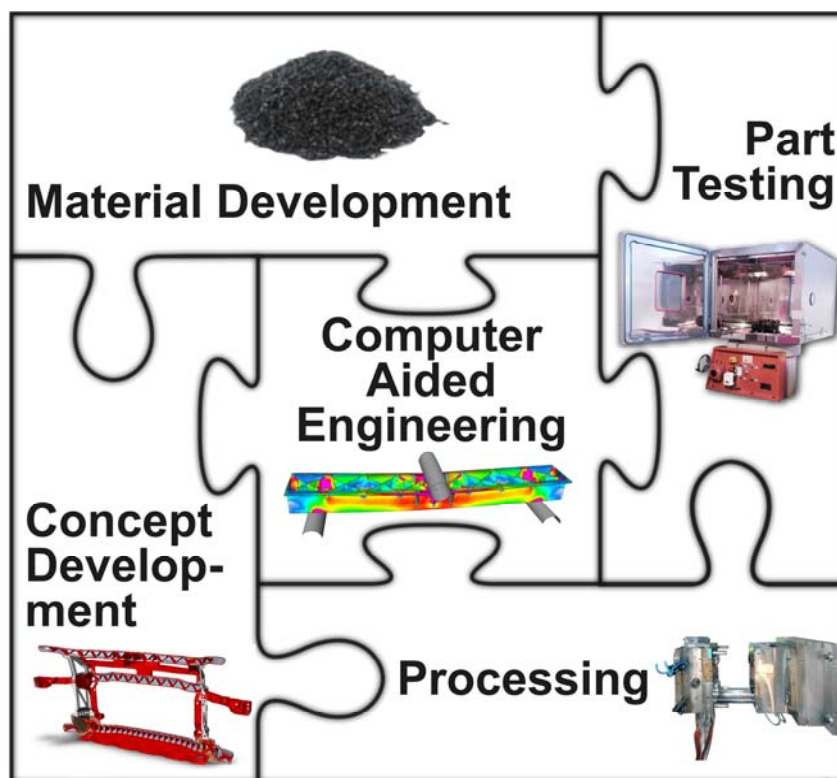 Material Development
Part
Testing
Computer
Aided
Engineering
Concept
Develop-
ment
Processing